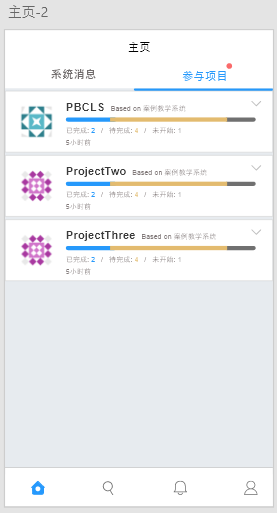 主页-2
主页
系统消息
参与项目
PBCLS Based on 案例教学系统
已完成: 2 / 待完成: 4 / 未开始: 1
5小时前
ProjectTwo Based on 案例教学系统
已完成: 2 / 待完成: 4 / 未开始: 1
5小时前
ProjectThree Based on 案例教学系统
已完成: 2 / 待完成: 4 / 未开始: 1
5小时前